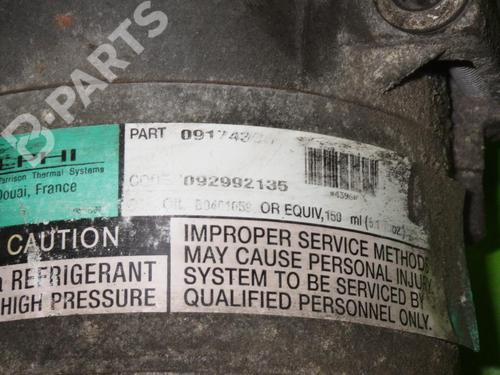 B-PARTS
Harrison Thermal Systems
Douai, France
CAUTION
REFRIGERANT
HIGH PRESSURE
PART
CODE 092992135
OIL OR EQUIV, 150 ml
IMPROPER SERVICE METHODS
MAY CAUSE PERSONAL INJURY.
SYSTEM TO BE SERVICED BY
QUALIFIED PERSONNEL ONLY.